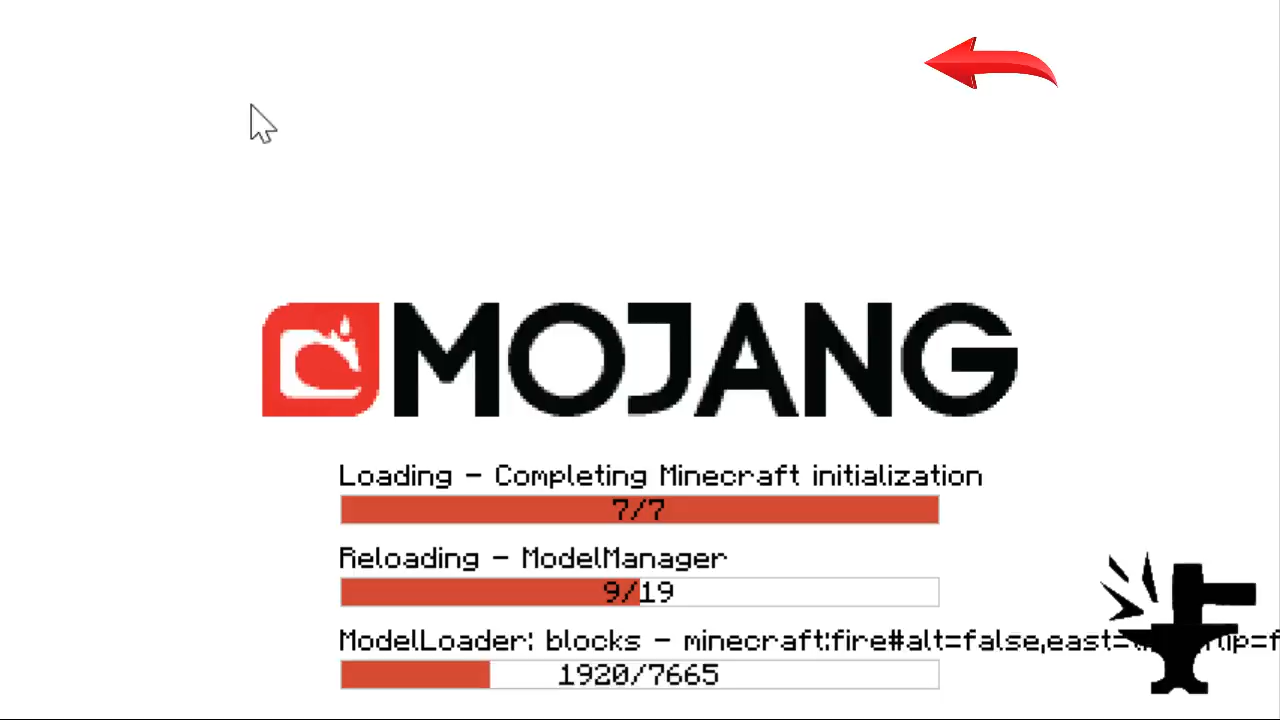 MOJANG
Loading - Completing Minecraft initialization
7/7
Reloading - ModelManager
9/19
ModelLoader: blocks - minecraft:fire#alt=false,east=
1920/7665